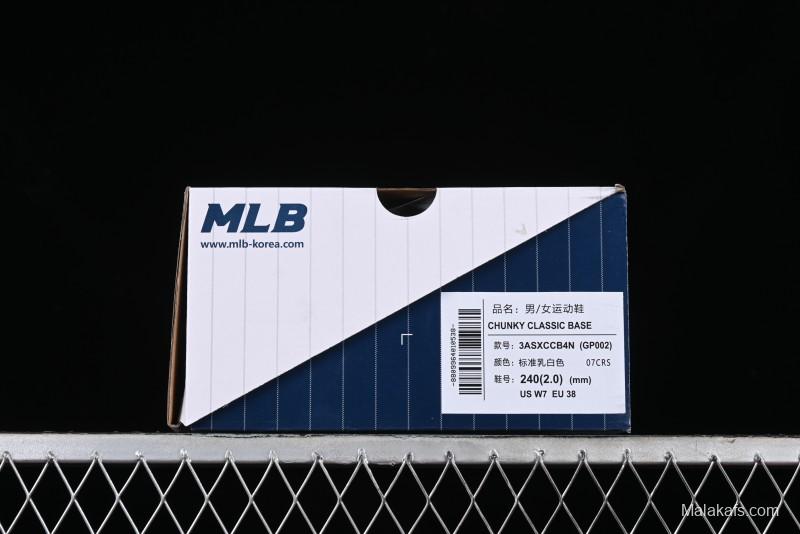 MLB
www.mlb-korea.com
品名: 男/女运动鞋
CHUNKY CLASSIC BASE
款号: 3ASXCCB4N (GP002)
颜色: 标准乳白色 07CRS
鞋号: 240(2.0) (mm)
US W7 EU 38
Malakafs.com